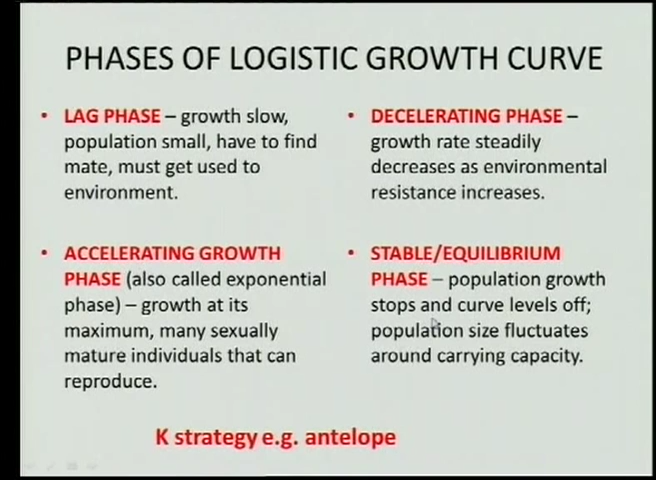 PHASES OF LOGISTIC GROWTH CURVE
• LAG PHASE – growth slow,
population small, have to find
mate, must get used to
environment.
• ACCELERATING GROWTH
PHASE (also called exponential
phase) – growth at its
maximum, many sexually
mature individuals that can
reproduce.
• DECELERATING PHASE –
growth rate steadily
decreases as environmental
resistance increases.
• STABLE/EQUILIBRIUM
PHASE – population growth
stops and curve levels off;
population size fluctuates
around carrying capacity.
K strategy e.g. antelope